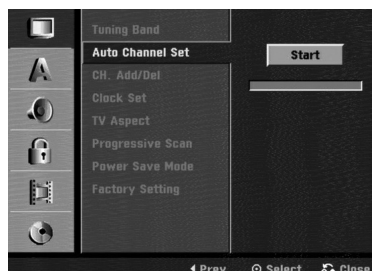 Tuning Band
Auto Channel Set
Start
CH. Add/Del
Clock Set
TV Aspect
Progressive Scan
Power Save Mode
Factory Setting
A
Prev
Select
Close